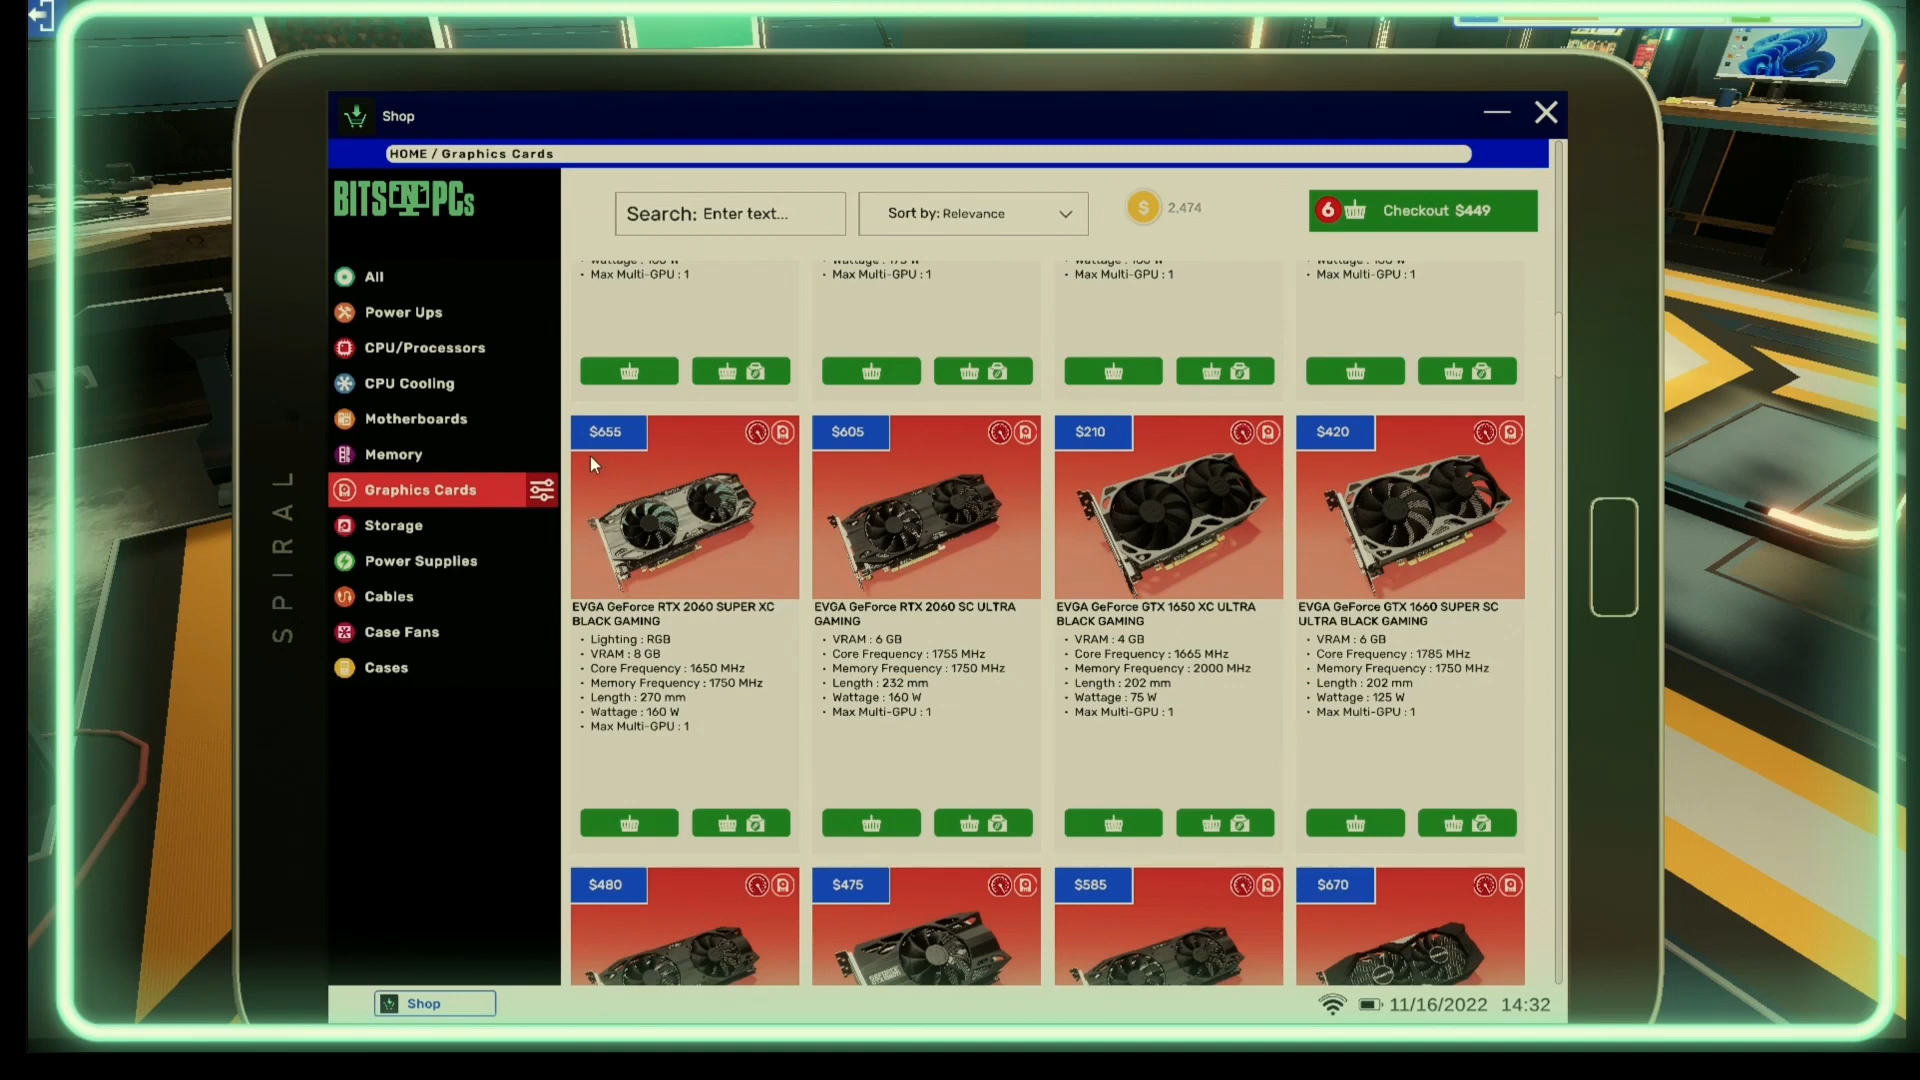 Shop
HOME / Graphics Cards
BITS N PCs
Search: Enter text...
Sort by: Relevance
$ 2,474
6 Checkout $449
SPIRAL
All
Power Ups
CPU/Processors
CPU Cooling
Motherboards
Memory
Graphics Cards
Storage
Power Supplies
Cables
Case Fans
Cases
• Max Multi-GPU : 1
• Max Multi-GPU : 1
• Max Multi-GPU : 1
• Max Multi-GPU : 1
$655
EVGA GeForce RTX 2060 SUPER XC
BLACK GAMING
• Lighting : RGB
• VRAM : 8 GB
• Core Frequency : 1650 MHz
• Memory Frequency : 1750 MHz
• Length : 270 mm
• Wattage : 160 W
• Max Multi-GPU : 1
$605
EVGA GeForce RTX 2060 SC ULTRA
GAMING
• VRAM : 6 GB
• Core Frequency : 1755 MHz
• Memory Frequency : 1750 MHz
• Length : 232 mm
• Wattage : 160 W
• Max Multi-GPU : 1
$210
EVGA GeForce GTX 1650 XC ULTRA
BLACK GAMING
• VRAM : 4 GB
• Core Frequency : 1665 MHz
• Memory Frequency : 2000 MHz
• Length : 202 mm
• Wattage : 75 W
• Max Multi-GPU : 1
$420
EVGA GeForce GTX 1660 SUPER SC
ULTRA BLACK GAMING
• VRAM : 6 GB
• Core Frequency : 1785 MHz
• Memory Frequency : 1750 MHz
• Length : 202 mm
• Wattage : 125 W
• Max Multi-GPU : 1
$480
$475
$585
$670
Shop
11/16/2022 14:32